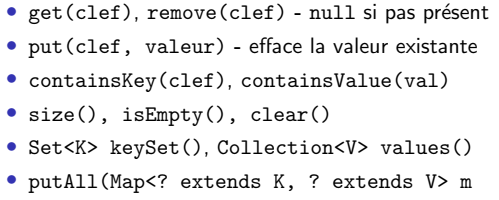 • get(clef), remove(clef) - null si pas présent
• put(clef, valeur) - efface la valeur existante
• containsKey(clef), containsValue(val)
• size(), isEmpty(), clear()
• Set<K> keySet(), Collection<V> values()
• putAll(Map<? extends K, ? extends V> m